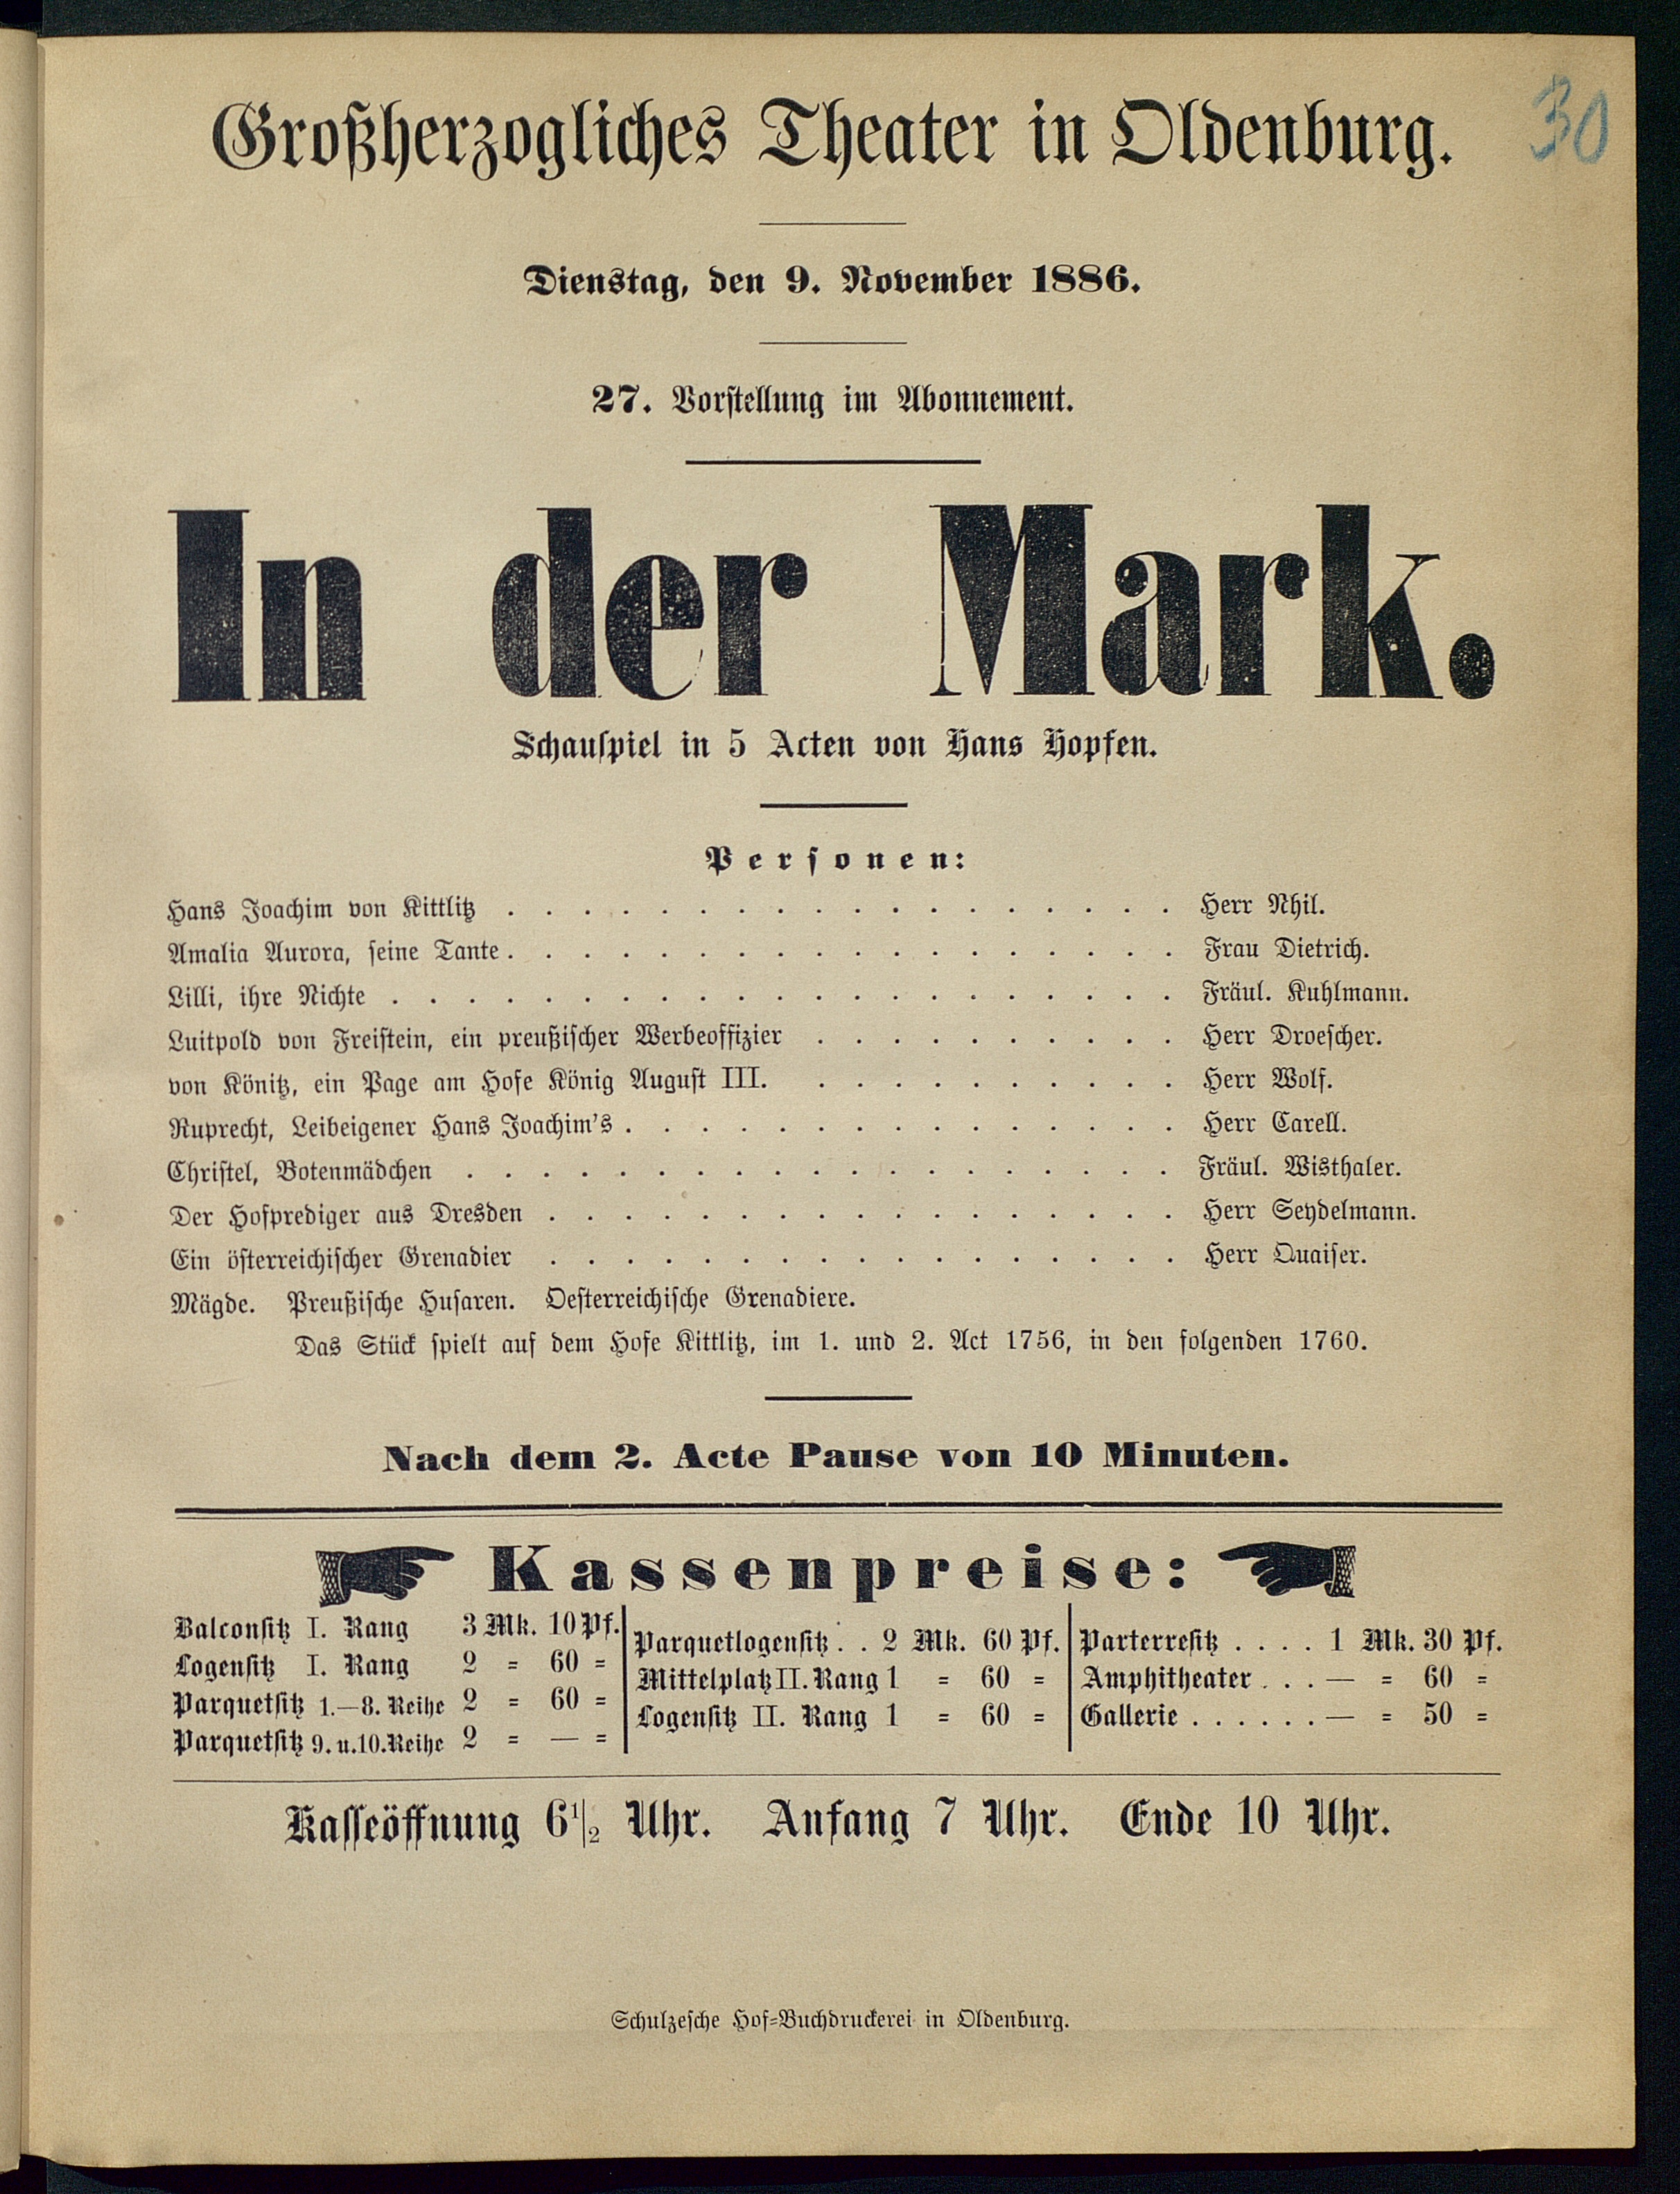 30
Großherzogliches Theater in Oldenburg.
Dienstag, den 9. November 1886.
27. Vorstellung im Abonnement.
In der Mark.
Schauspiel in 5 Acten von Hans Hopfen.
Personen:
Hans Joachim von Kittlitz . . . . . . . . . . . . . . . . . . Herr Nhil.
Amalia Aurora, seine Tante . . . . . . . . . . . . . . . . . . Frau Dietrich.
Lilli, ihre Nichte . . . . . . . . . . . . . . . . . . . . . Fräul. Kuhlmann.
Luitpold von Freistein, ein preußischer Werbeoffizier . . . . . . . . . . Herr Droescher.
von Könitz, ein Page am Hofe König August III. . . . . . . . . . . Herr Wolf.
Ruprecht, Leibeigener Hans Joachim's . . . . . . . . . . . . . . . Herr Carell.
Christel, Botenmädchen . . . . . . . . . . . . . . . . . . . Fräul. Wisthaler.
Der Hofprediger aus Dresden . . . . . . . . . . . . . . . . . Herr Seydelmann.
Ein österreichischer Grenadier . . . . . . . . . . . . . . . . . Herr Quaiser.
Mägde. Preußische Husaren. Oesterreichische Grenadiere.
Das Stück spielt auf dem Hofe Kittlitz, im 1. und 2. Act 1756, in den folgenden 1760.
Nach dem 2. Acte Pause von 10 Minuten.
Kassenpreise:
Balconsitz I. Rang 3 Mk. 10 Pf.
Logensitz I. Rang 2 = 60 =
Parquetsitz 1.—8. Reihe 2 = 60 =
Parquetsitz 9. u. 10. Reihe 2 = — =
Parquetlogensitz . . 2 Mk. 60 Pf.
Mittelplatz II. Rang 1 = 60 =
Logensitz II. Rang 1 = 60 =
Parterresitz . . . . 1 Mk. 30 Pf.
Amphitheater . . . — = 60 =
Gallerie . . . . . . — = 50 =
Kasseöffnung 6 1/2 Uhr. Anfang 7 Uhr. Ende 10 Uhr.
Schulzesche Hof=Buchdruckerei in Oldenburg.